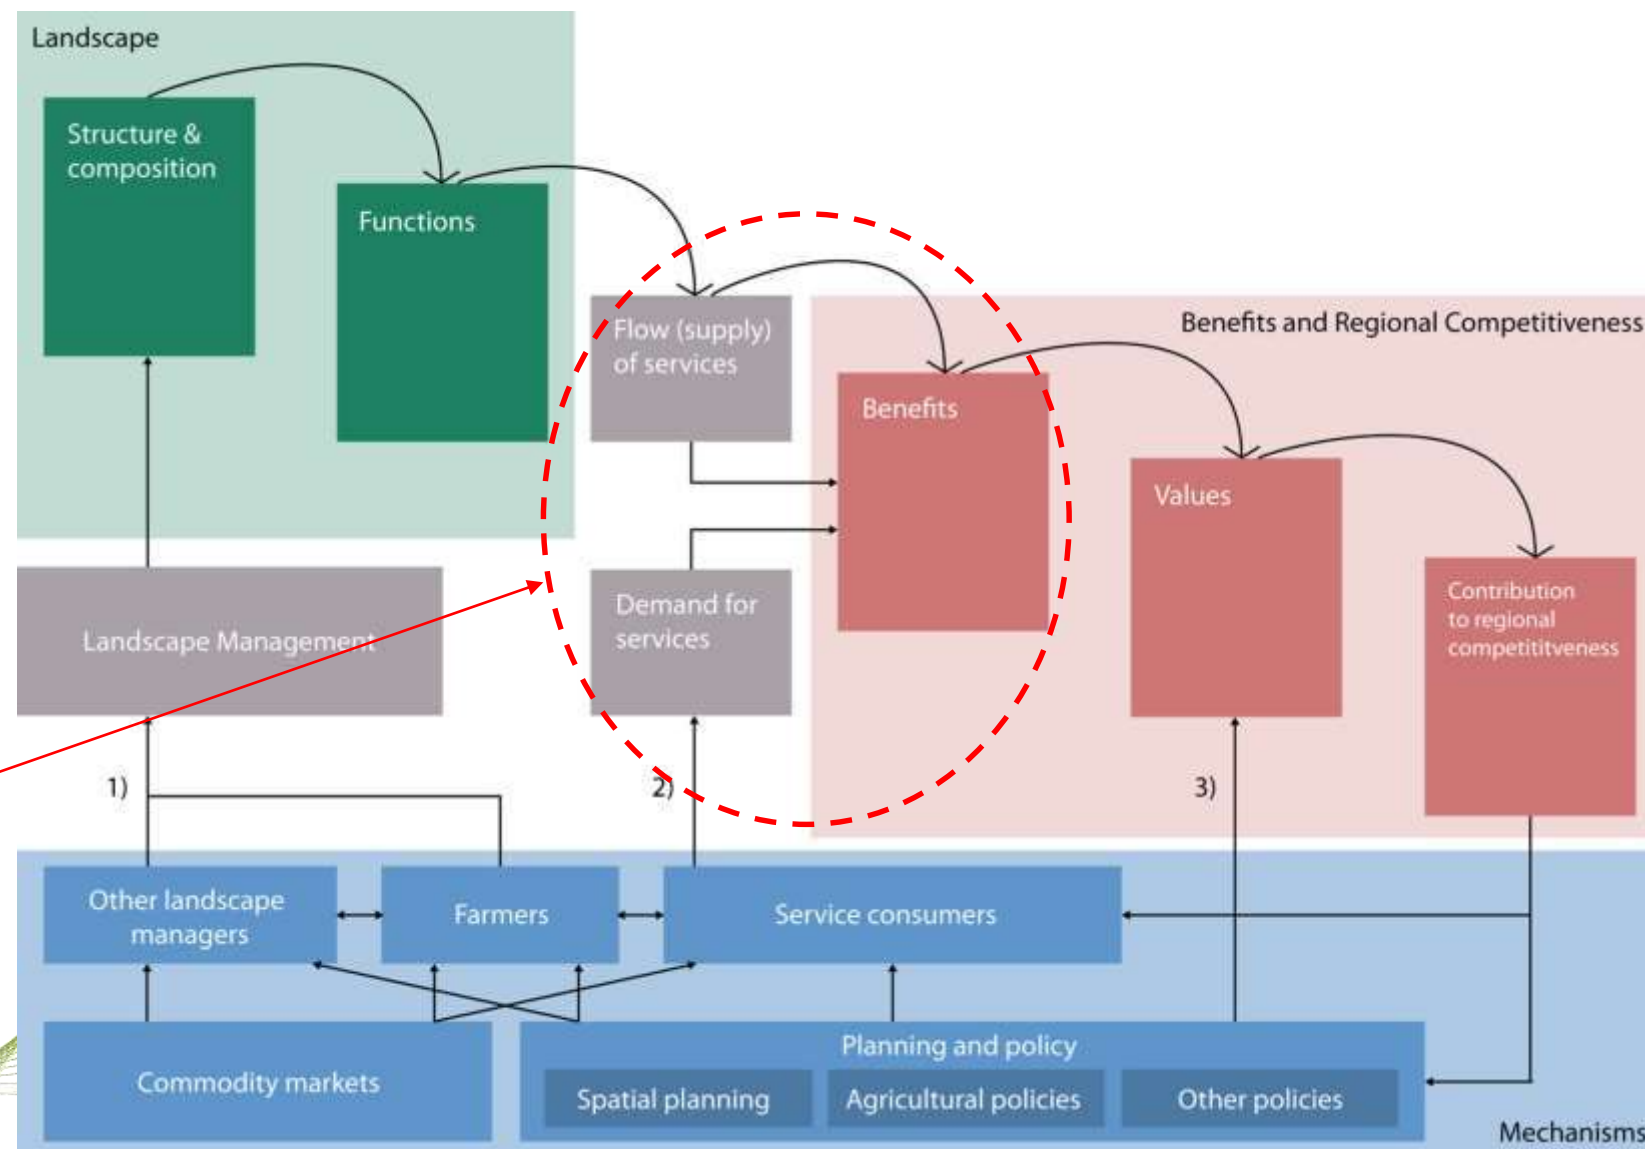 Landscape
Structure &
composition
Functions
Flow (supply)
of services
Benefits and Regional Competitiveness
Benefits
Values
Contribution
to regional
competititveness
Landscape Management
Demand for
services
1)
2)
3)
Other landscape
managers
Farmers
Service consumers
Commodity markets
Planning and policy
Spatial planning
Agricultural policies
Other policies
Mechanisms